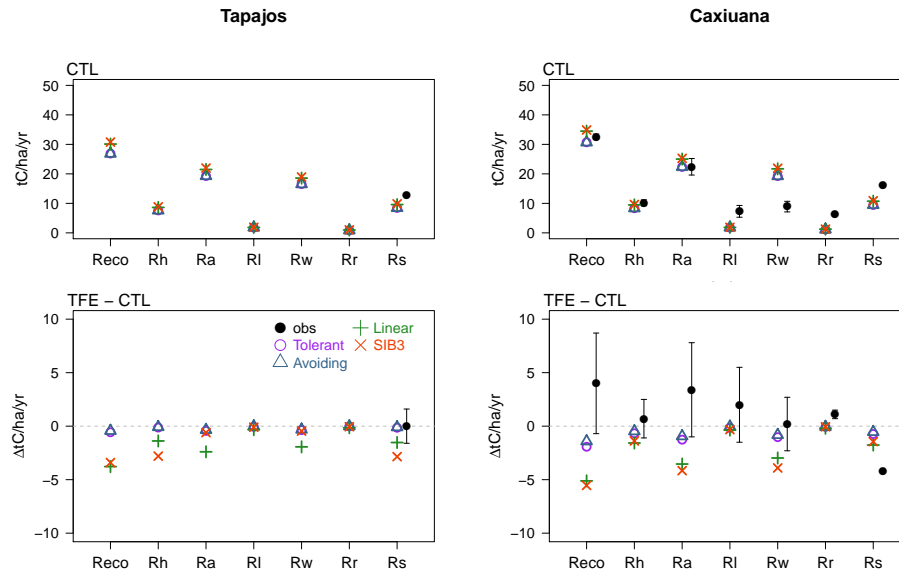 Tapajos
Caxiuana
CTL
50
40
30
20
10
0
tC/ha/yr
Reco Rh Ra Rl Rw Rr Rs
CTL
50
40
30
20
10
0
tC/ha/yr
Reco Rh Ra Rl Rw Rr Rs
TFE − CTL
10
5
0
−5
−10
ΔtC/ha/yr
obs Linear
Tolerant SIB3
Avoiding
Reco Rh Ra Rl Rw Rr Rs
TFE − CTL
10
5
0
−5
−10
ΔtC/ha/yr
Reco Rh Ra Rl Rw Rr Rs